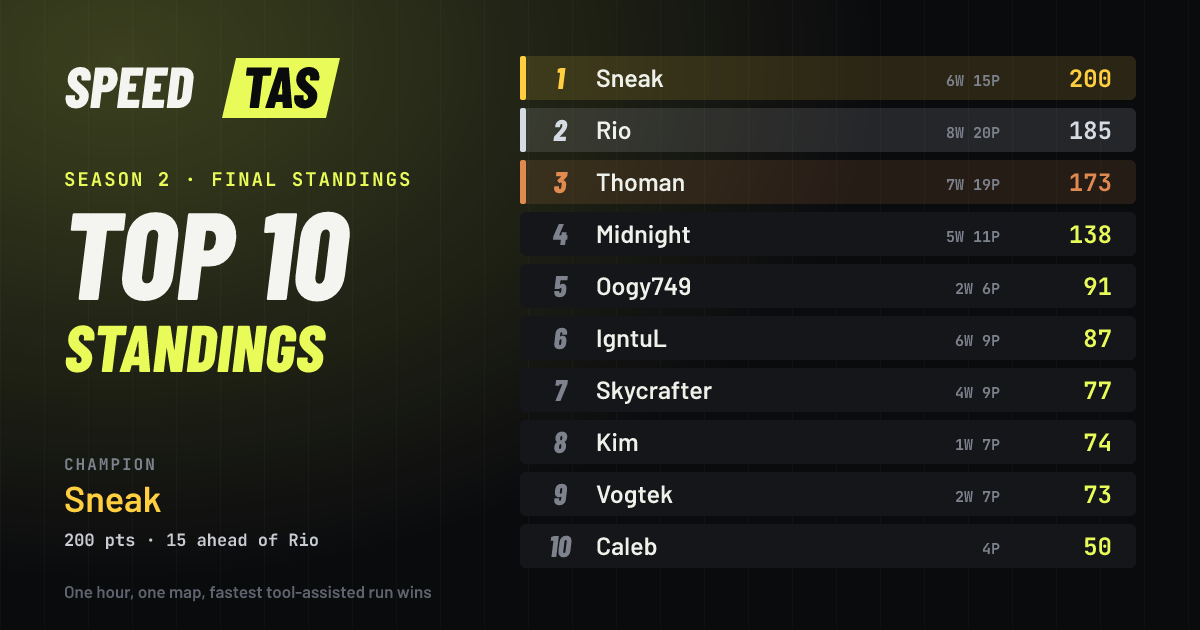 SPEED TAS
SEASON 2 · FINAL STANDINGS
TOP 10
STANDINGS
CHAMPION
Sneak
200 pts · 15 ahead of Rio
One hour, one map, fastest tool-assisted run wins
1 Sneak 6W 15P 200
2 Rio 8W 20P 185
3 Thoman 7W 19P 173
4 Midnight 5W 11P 138
5 Oogy749 2W 6P 91
6 IgntuL 6W 9P 87
7 Skycrafter 4W 9P 77
8 Kim 1W 7P 74
9 Vogtek 2W 7P 73
10 Caleb 4P 50